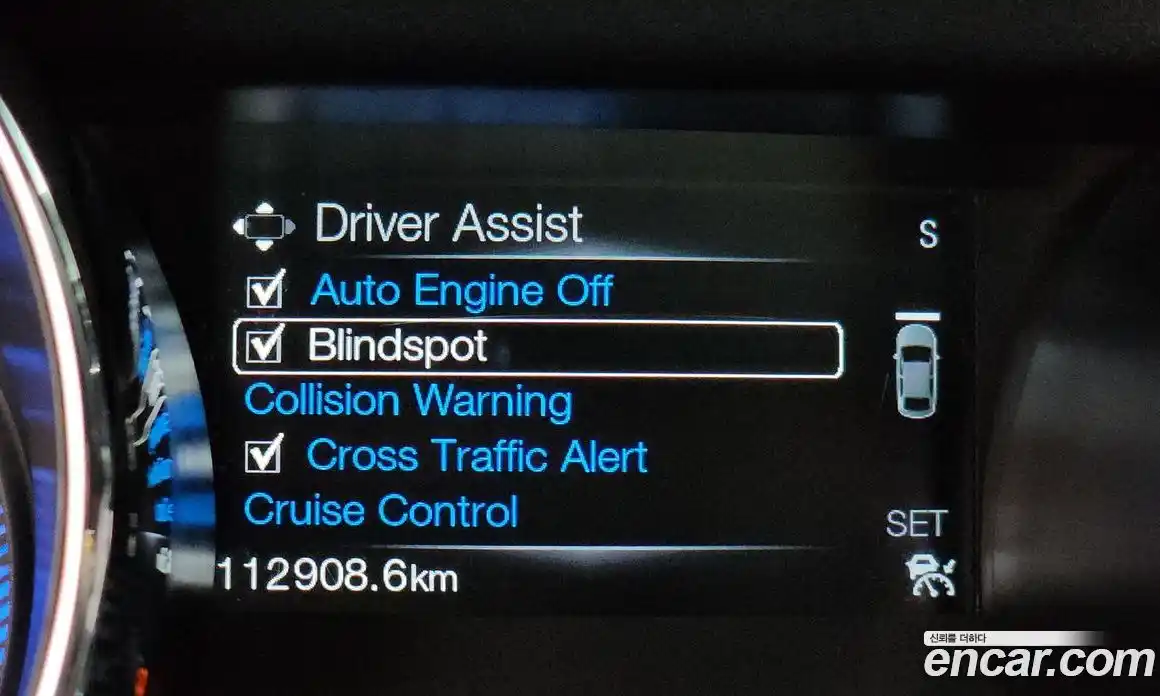 Driver Assist
S
Auto Engine Off
Blindspot
Collision Warning
Cross Traffic Alert
Cruise Control
SET
112908.6km
신뢰를 더하다
encar.com